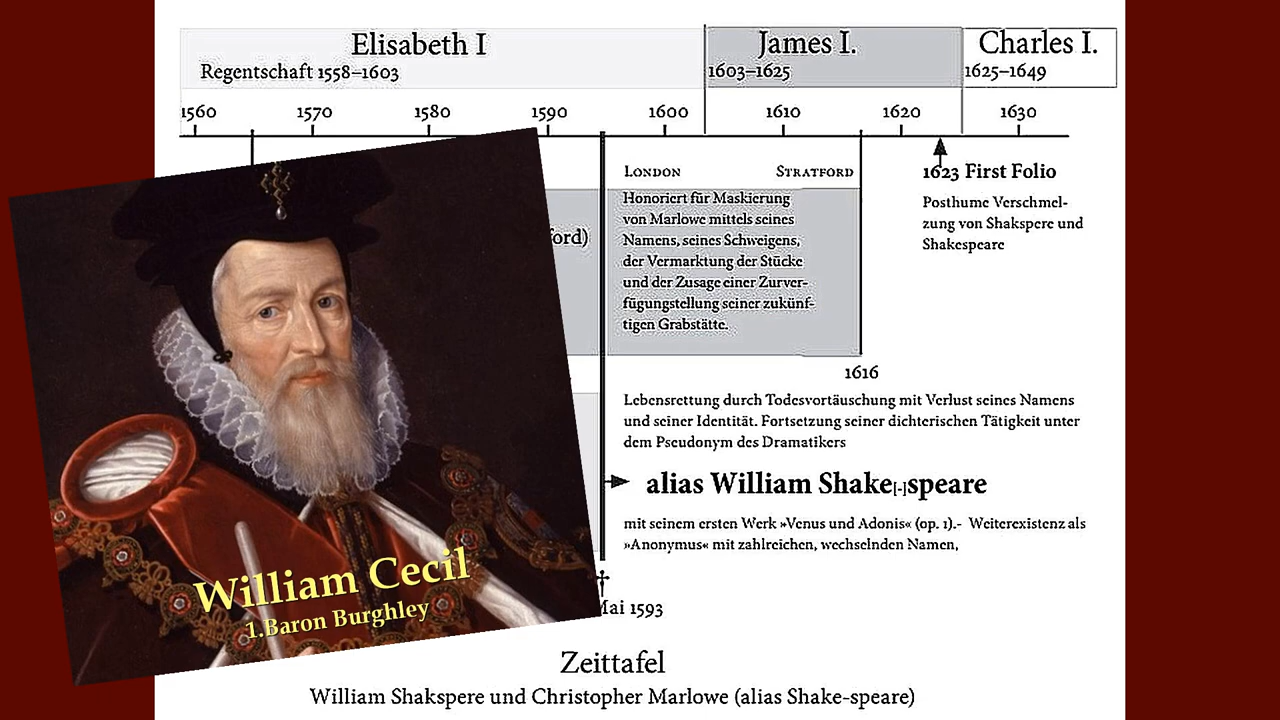 Elisabeth I
Regentschaft 1558–1603
James I.
1603–1625
Charles I.
1625–1649
1560 1570 1580 1590 1600 1610 1620 1630
London Stratford
Honoriert für Maskierung
von Marlowe mittels seines
Namens, seines Schweigens,
der Vermarktung der Stücke
und der Zusage einer Zurver-
fügungstellung seiner zukünf-
tigen Grabstätte.
ford)
1616
1623 First Folio
Posthume Verschmel-
zung von Shakspere und
Shakespeare
Lebensrettung durch Todesvortäuschung mit Verlust seines Namens
und seiner Identität. Fortsetzung seiner dichterischen Tätigkeit unter
dem Pseudonym des Dramatikers
alias William Shake[-]speare
mit seinem ersten Werk »Venus und Adonis« (op. 1).- Weiterexistenz als
»Anonymus« mit zahlreichen, wechselnden Namen,
Mai 1593
William Cecil
1.Baron Burghley
Zeittafel
William Shakspere und Christopher Marlowe (alias Shake-speare)